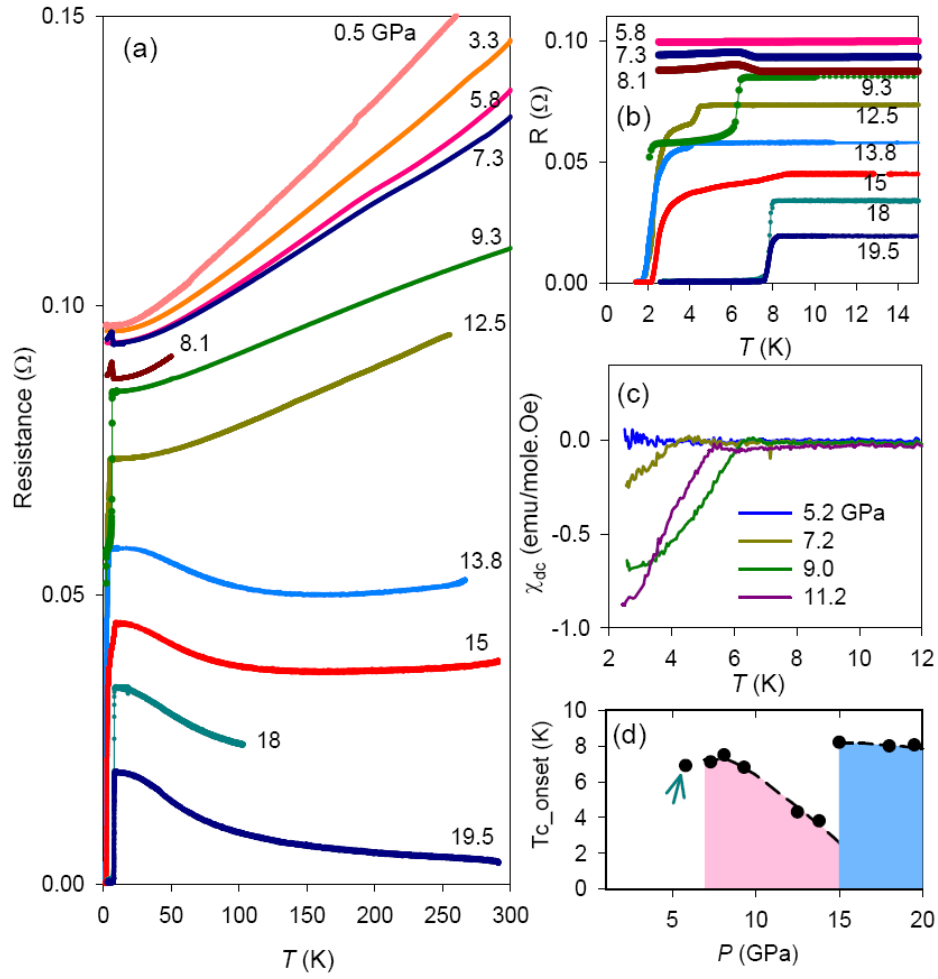 (a)
0.5 GPa
3.3
5.8
7.3
9.3
12.5
8.1
13.8
15
18
19.5
0.15
0.10
0.05
0.00
Resistance (Ω)
0 50 100 150 200 250 300
T (K)
(b)
5.8
7.3
8.1
9.3
12.5
13.8
15
18
19.5
0.10
0.05
0.00
R (Ω)
0 2 4 6 8 10 12 14
T (K)
(c)
0.0
-0.5
-1.0
χdc (emu/mole.Oe)
5.2 GPa
7.2
9.0
11.2
2 4 6 8 10 12
T (K)
(d)
10
8
6
4
2
0
Tc_onset (K)
5 10 15 20
P (GPa)